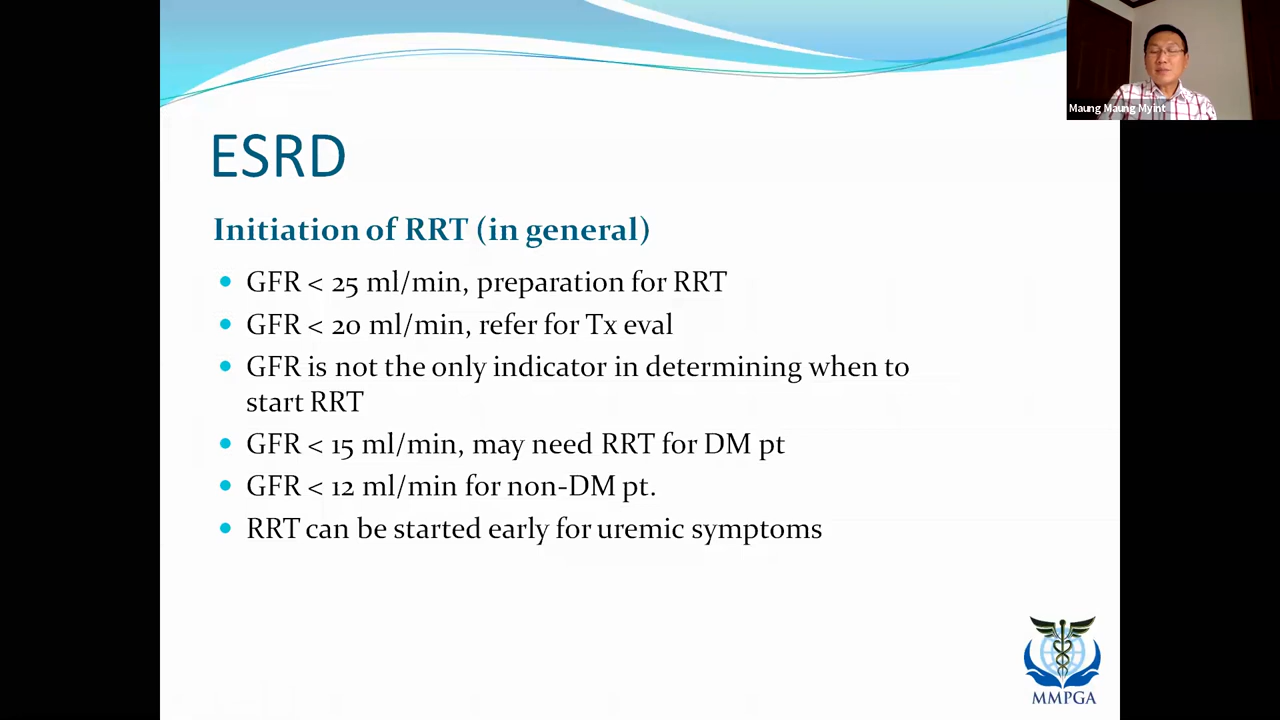 Maung Maung Myint
ESRD
Initiation of RRT (in general)
GFR < 25 ml/min, preparation for RRT
GFR < 20 ml/min, refer for Tx eval
GFR is not the only indicator in determining when to
start RRT
GFR < 15 ml/min, may need RRT for DM pt
GFR < 12 ml/min for non-DM pt.
RRT can be started early for uremic symptoms
MMPGA